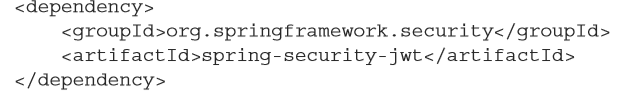 <dependency>
    <groupId>org.springframework.security</groupId>
    <artifactId>spring-security-jwt</artifactId>
</dependency>